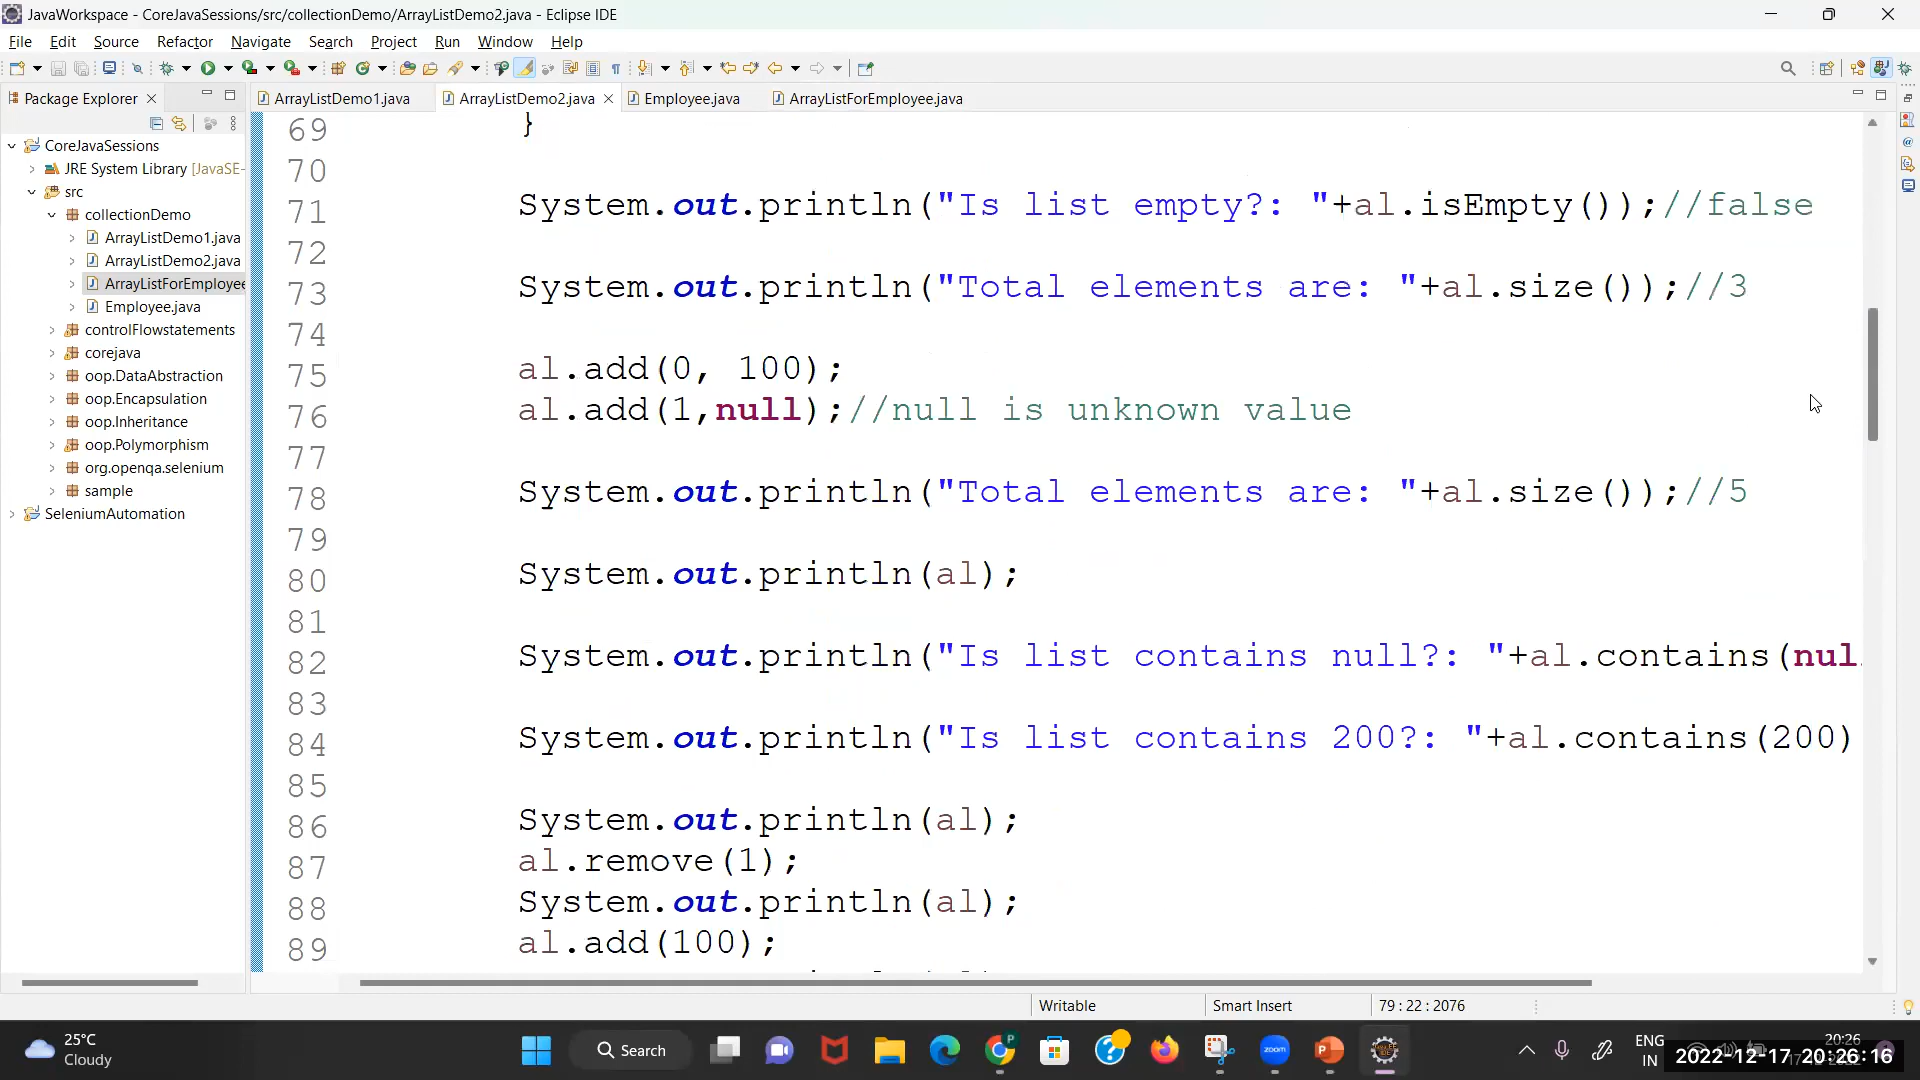 JavaWorkspace - CoreJavaSessions/src/collectionDemo/ArrayListDemo2.java - Eclipse IDE
File Edit Source Refactor Navigate Search Project Run Window Help
Package Explorer
ArrayListDemo1.java ArrayListDemo2.java Employee.java ArrayListForEmployee.java
CoreJavaSessions
JRE System Library [JavaSE-
src
collectionDemo
ArrayListDemo1.java
ArrayListDemo2.java
ArrayListForEmployee
Employee.java
controlFlowstatements
corejava
oop.DataAbstraction
oop.Encapsulation
oop.Inheritance
oop.Polymorphism
org.openqa.selenium
sample
SeleniumAutomation
69 }
70
71 System.out.println("Is list empty?: "+al.isEmpty());//false
72
73 System.out.println("Total elements are: "+al.size());//3
74
75 al.add(0, 100);
76 al.add(1,null);//null is unknown value
77
78 System.out.println("Total elements are: "+al.size());//5
79
80 System.out.println(al);
81
82 System.out.println("Is list contains null?: "+al.contains(nul
83
84 System.out.println("Is list contains 200?: "+al.contains(200)
85
86 System.out.println(al);
87 al.remove(1);
88 System.out.println(al);
89 al.add(100);
Writable Smart Insert 79 : 22 : 2076
25°C
Cloudy
Search
zoom
ENG
IN
20:26
2022-12-17 20:26:16